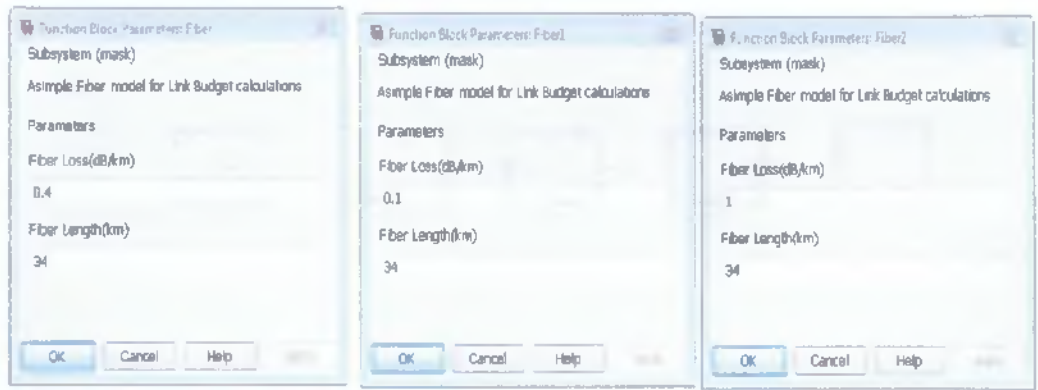 Function Block Parameters: Fiber
Subsystem (mask)
Asimple Fiber model for Link Budget calculations
Parameters
Fiber Loss(dB/km)
0.4
Fiber Length(km)
34
OK Cancel Help
Function Block Parameters: Fiber1
Subsystem (mask)
Asimple Fiber model for Link Budget calculations
Parameters
Fiber Loss(dB/km)
0.1
Fiber Length(km)
34
OK Cancel Help
Function Block Parameters: Fiber2
Subsystem (mask)
Asimple Fiber model for Link Budget calculations
Parameters
Fiber Loss(dB/km)
1
Fiber Length(km)
34
OK Cancel Help